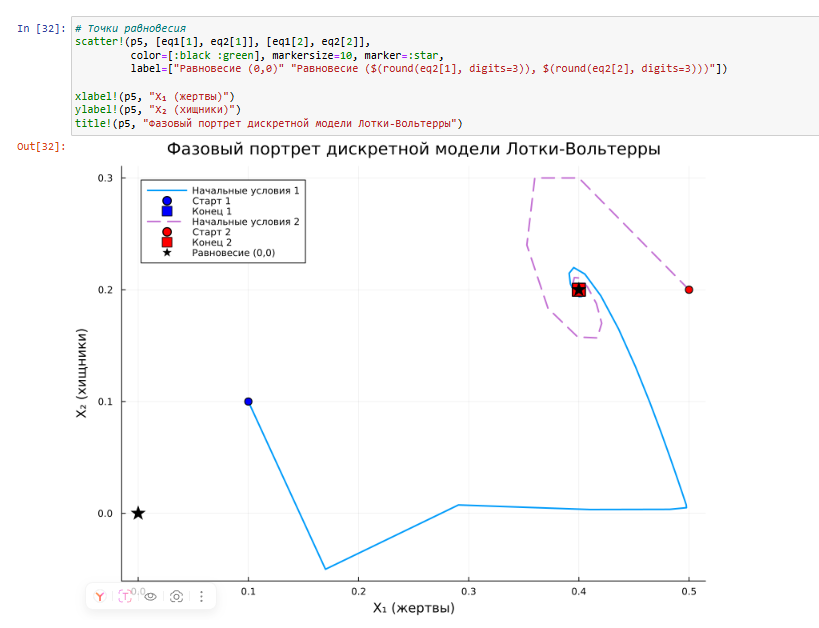 In [32]: # Точки равновесия
scatter!(p5, [eq1[1], eq2[1]], [eq1[2], eq2[2]],
color=[:black :green], markersize=10, marker=:star,
label=["Равновесие (0,0)" "Равновесие ($(round(eq2[1], digits=3)), $(round(eq2[2], digits=3)))"])
xlabel!(p5, "X₁ (жертвы)")
ylabel!(p5, "X₂ (хищники)")
title!(p5, "Фазовый портрет дискретной модели Лотки-Вольтерры")
Out[32]:
Фазовый портрет дискретной модели Лотки-Вольтерры
Начальные условия 1
Старт 1
Конец 1
Начальные условия 2
Старт 2
Конец 2
Равновесие (0,0)
X₂ (хищники)
0.3
0.2
0.1
0.0
0.0 0.1 0.2 0.3 0.4 0.5
X₁ (жертвы)
Y T